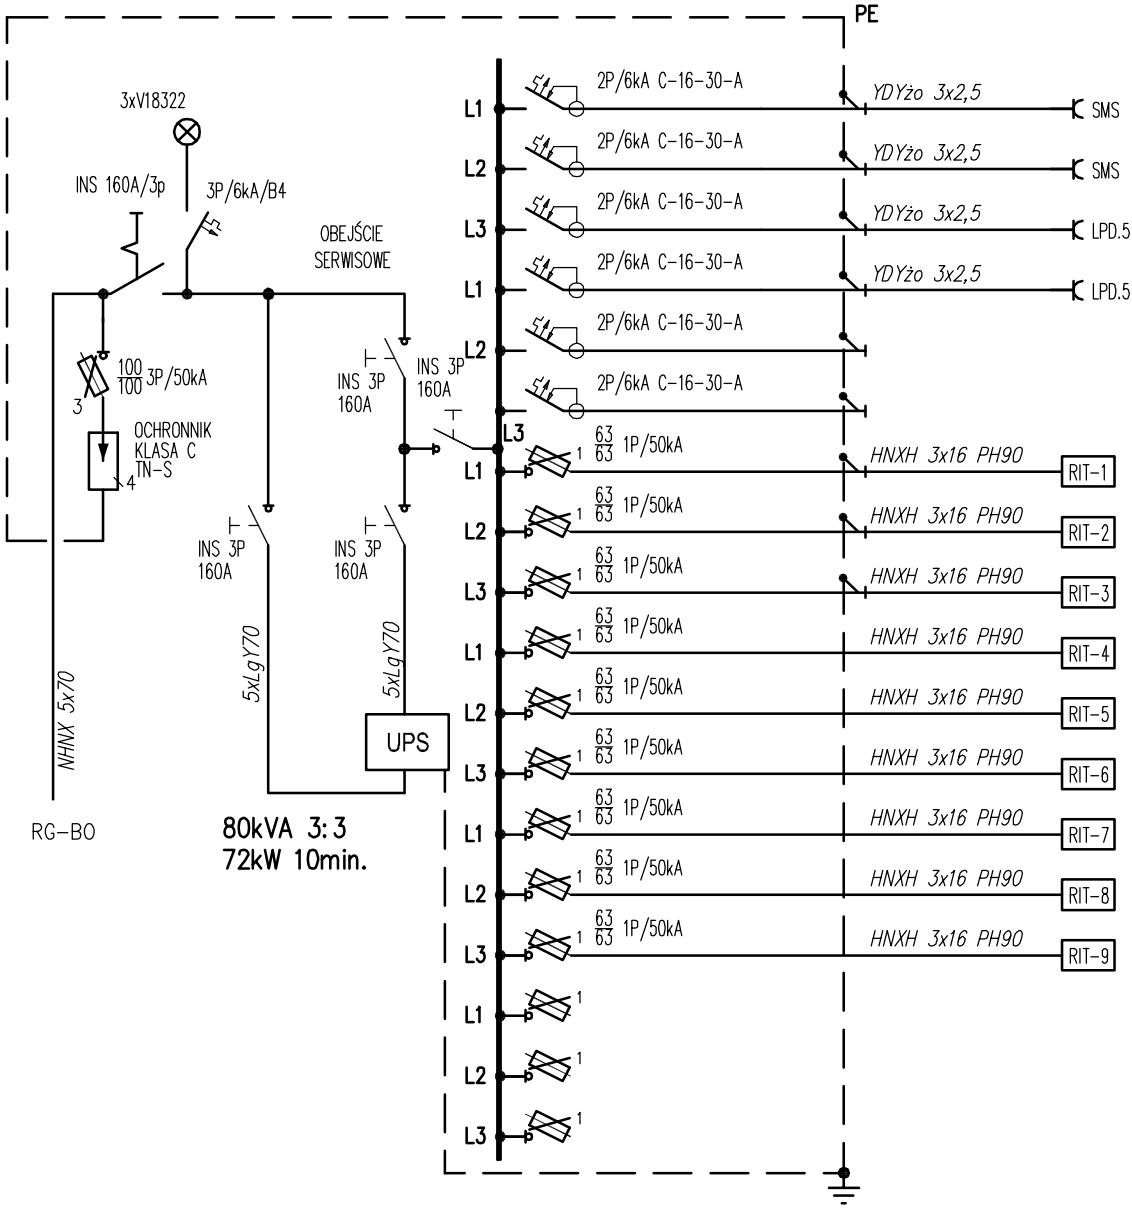 PE
3xV18322
INS 160A/3p
3P/6kA/B4
OBEJŚCIE
SERWISOWE
100
100
3P/50kA
3
OCHRONNIK
KLASA C
TN-S
4
INS 3P
160A
INS 3P
160A
INS 3P
160A
INS 3P
160A
NHNX 5x70
5xLgY70
5xLgY70
UPS
RG-BO
80kVA 3:3
72kW 10min.
L1 2P/6kA C-16-30-A YDYżo 3x2,5 SMS
L2 2P/6kA C-16-30-A YDYżo 3x2,5 SMS
L3 2P/6kA C-16-30-A YDYżo 3x2,5 LPD.5
L1 2P/6kA C-16-30-A YDYżo 3x2,5 LPD.5
L2 2P/6kA C-16-30-A
2P/6kA C-16-30-A
L3
L1 1 63/63 1P/50kA HNXH 3x16 PH90 RIT-1
L2 1 63/63 1P/50kA HNXH 3x16 PH90 RIT-2
L3 1 63/63 1P/50kA HNXH 3x16 PH90 RIT-3
L1 1 63/63 1P/50kA HNXH 3x16 PH90 RIT-4
L2 1 63/63 1P/50kA HNXH 3x16 PH90 RIT-5
L3 1 63/63 1P/50kA HNXH 3x16 PH90 RIT-6
L1 1 63/63 1P/50kA HNXH 3x16 PH90 RIT-7
L2 1 63/63 1P/50kA HNXH 3x16 PH90 RIT-8
L3 1 63/63 1P/50kA HNXH 3x16 PH90 RIT-9
L1 1
L2 1
L3 1